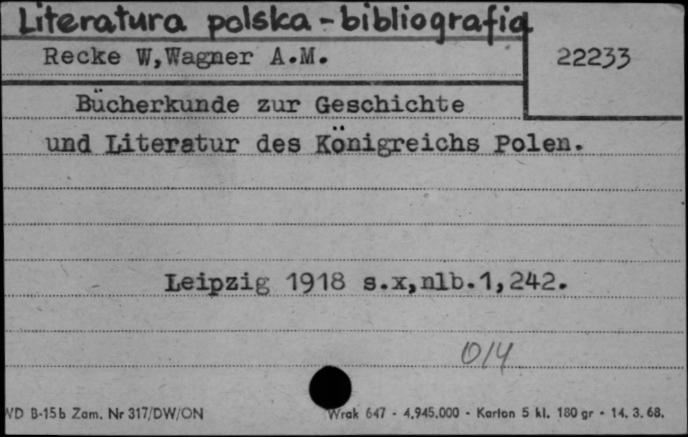 Literatura polska - bibliografia
Recke W,Wagner A.M.
22233
Bücherkunde zur Geschichte
und Literatur des Königreichs Polen.
Leipzig 1918 s.x,nlb.1,242.
014
WD B-15b Zam. Nr 317/DW/ON Wrak 647 - 4.945.000 - Karton 5 kl. 180 gr - 14. 3. 68.